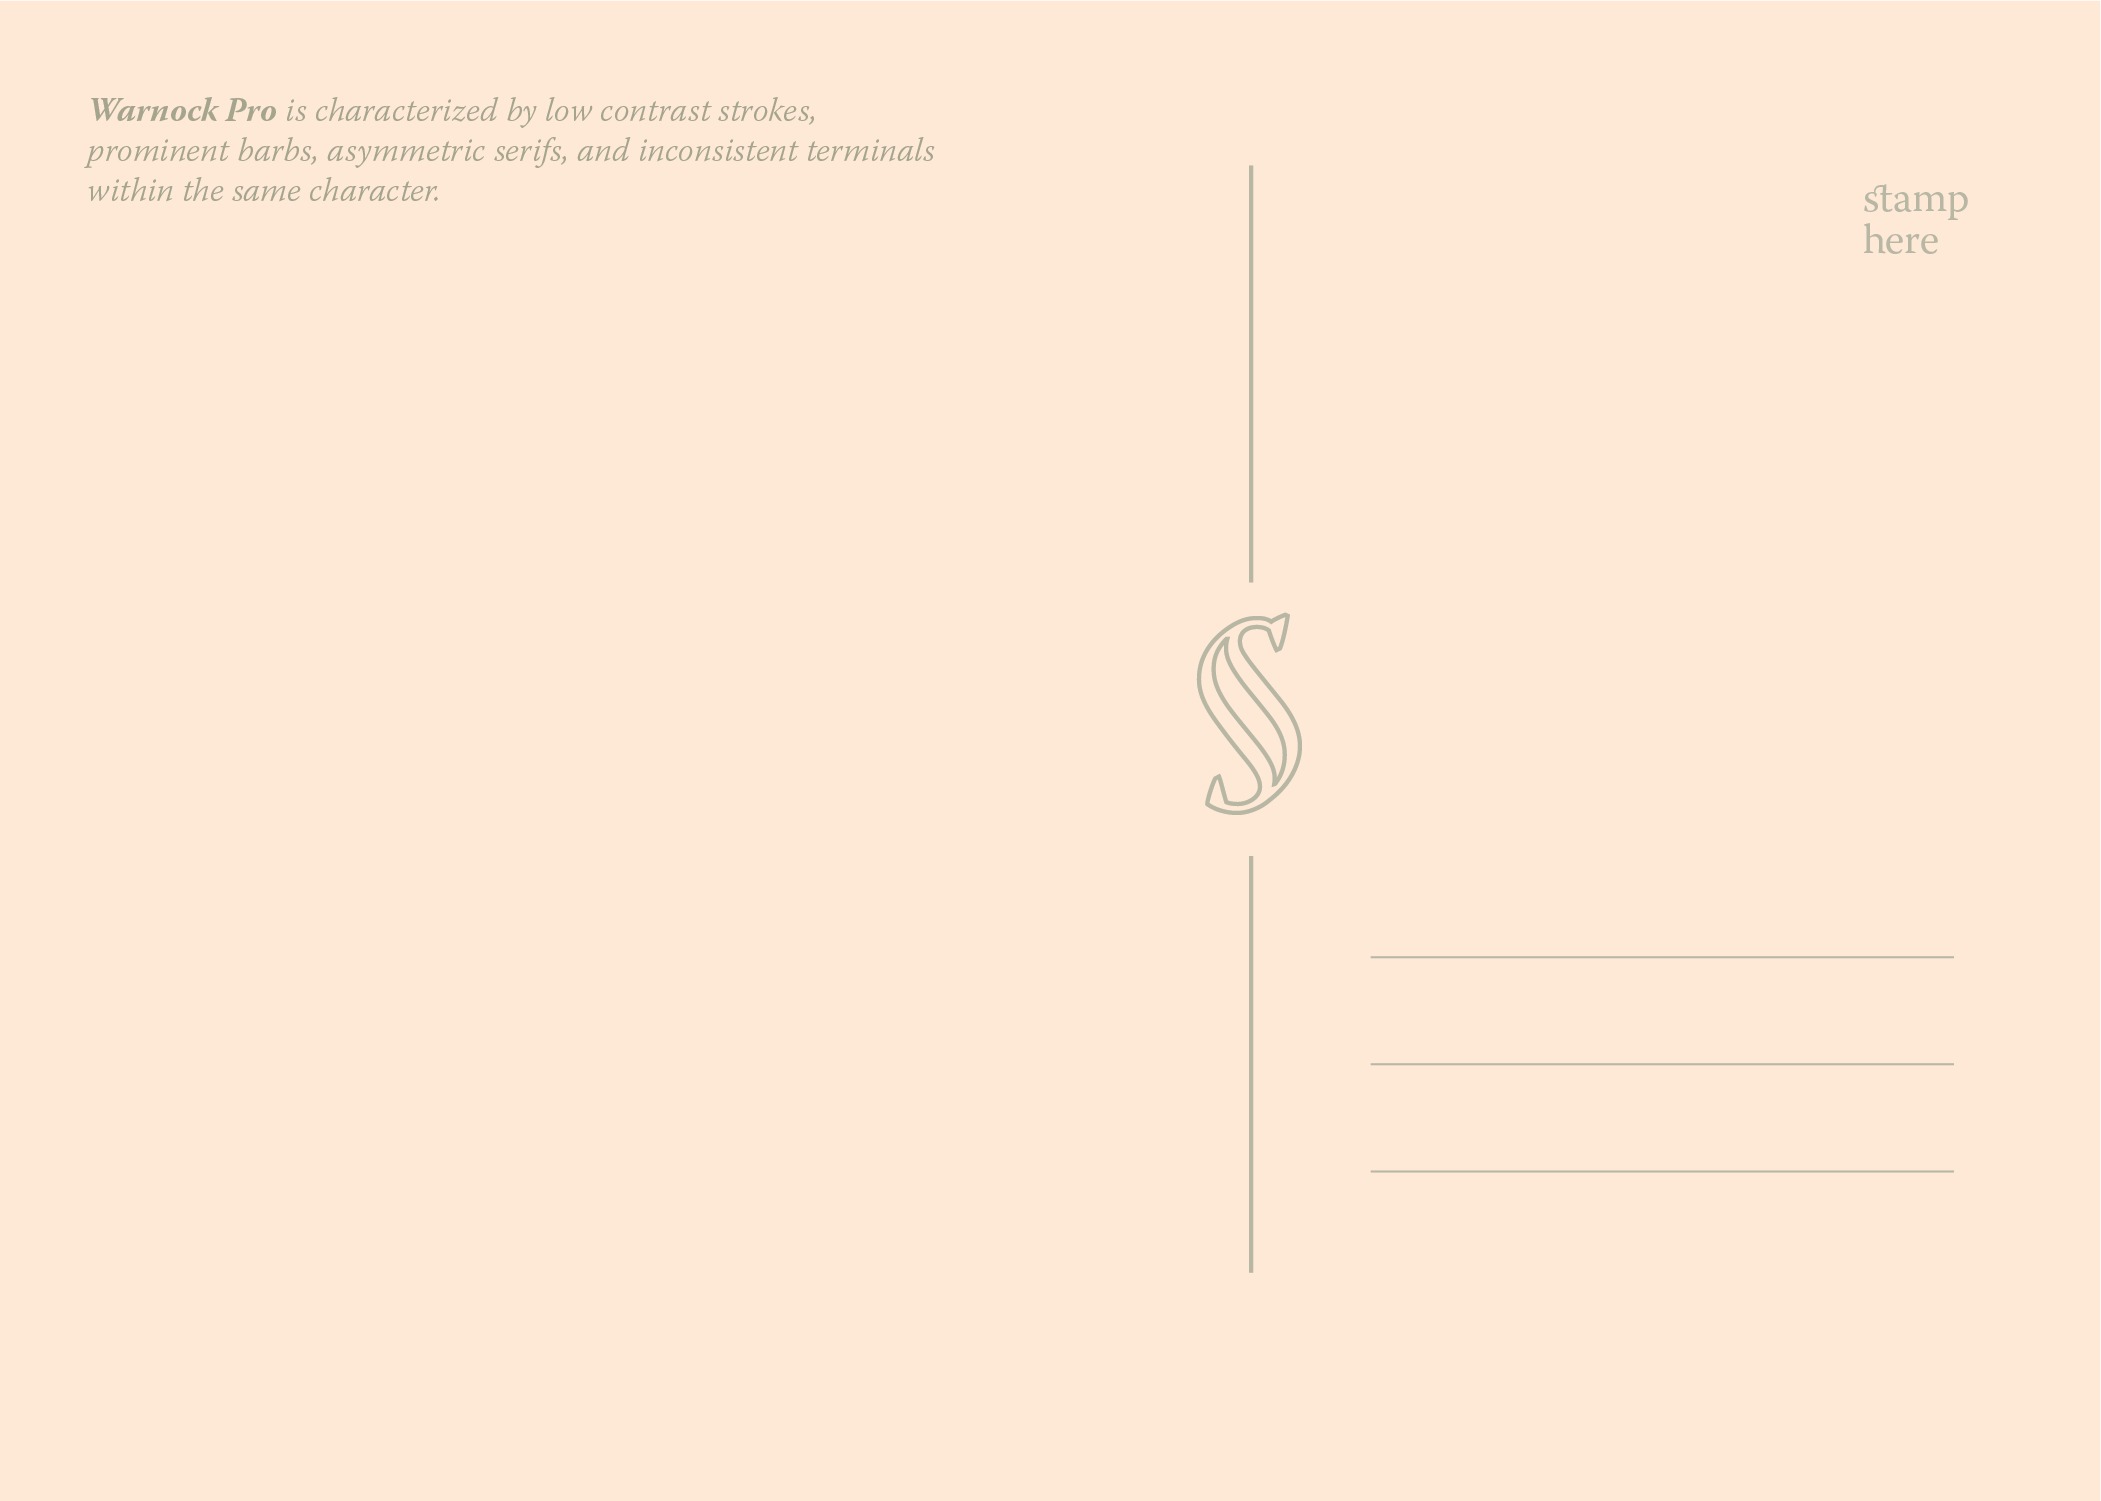 Warnock Pro is characterized by low contrast strokes,
prominent barbs, asymmetric serifs, and inconsistent terminals
within the same character.
stamp
here
S